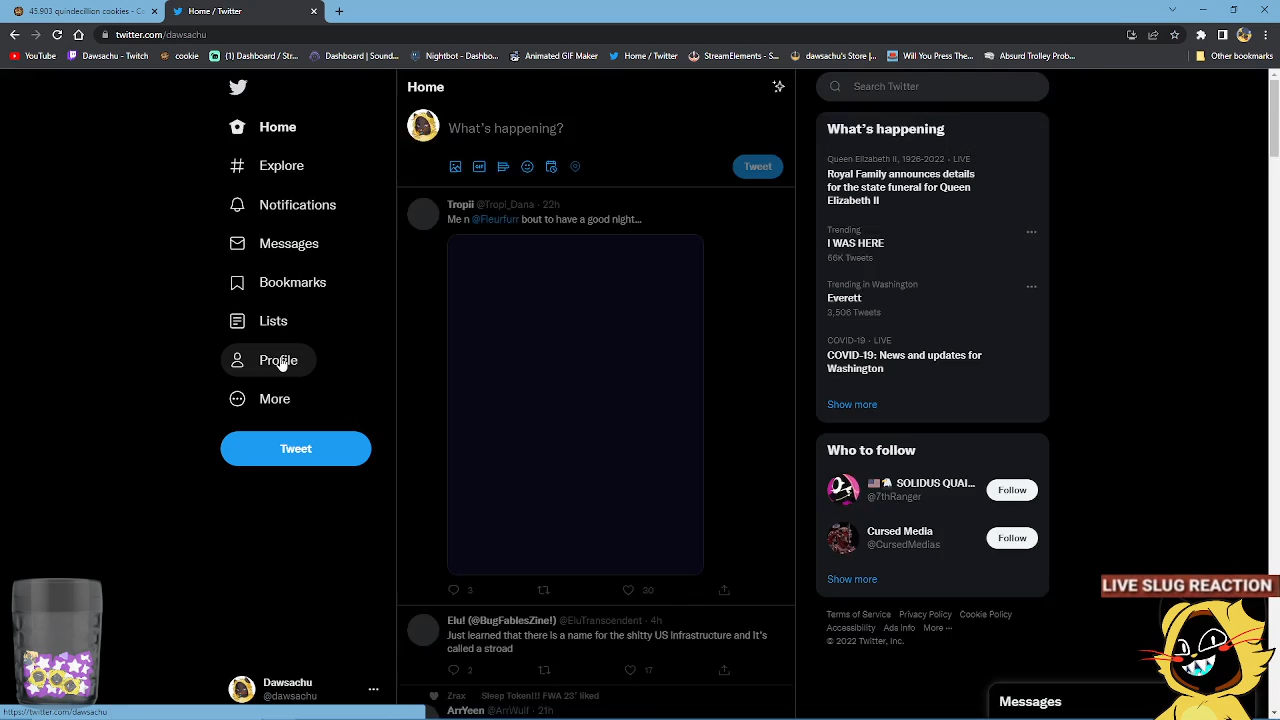 45.903 quindecillion cookies - C
Home / Twitter
twitter.com/dawsachu
YouTube
Twitch
cookie
(1) Dashboard / Str...
Dashboard | Sound...
Nightbot - Dashbo...
Animated GIF Maker
Home / Twitter
StreamElements - S...
dawsachu's Store |...
Will You Press The...
Absurd Trolley Prob...
Other bookmarks
Home
Explore
Notifications
Messages
Bookmarks
Lists
Profile
More
Tweet
Dawsachu
@dawsachu
https://twitter.com/dawsachu
Home
What's happening?
GIF
Tweet
Tropii @Tropi_Dana · 22h
Me n @Fleurfurr bout to have a good night...
3
30
Elu! (@BugFablesZine!) @EluTranscendent · 4h
Just learned that there is a name for the shitty US Infrastructure and it's
called a stroad
2
17
Zrax Sleep Token!!! FWA 23' liked
ArrYeen @ArrWulf · 21h
Search Twitter
What's happening
Queen Elizabeth II, 1926-2022 · LIVE
Royal Family announces details
for the state funeral for Queen
Elizabeth II
Trending
I WAS HERE
66K Tweets
Trending in Washington
Everett
3,506 Tweets
COVID-19 · LIVE
COVID-19: News and updates for
Washington
Show more
Who to follow
SOLIDUS QUAI...
@7thRanger
Follow
Cursed Media
@CursedMedias
Follow
Show more
Terms of Service Privacy Policy Cookie Policy
Accessibility Ads info More ···
© 2022 Twitter, Inc.
LIVE SLUG REACTION
Messages